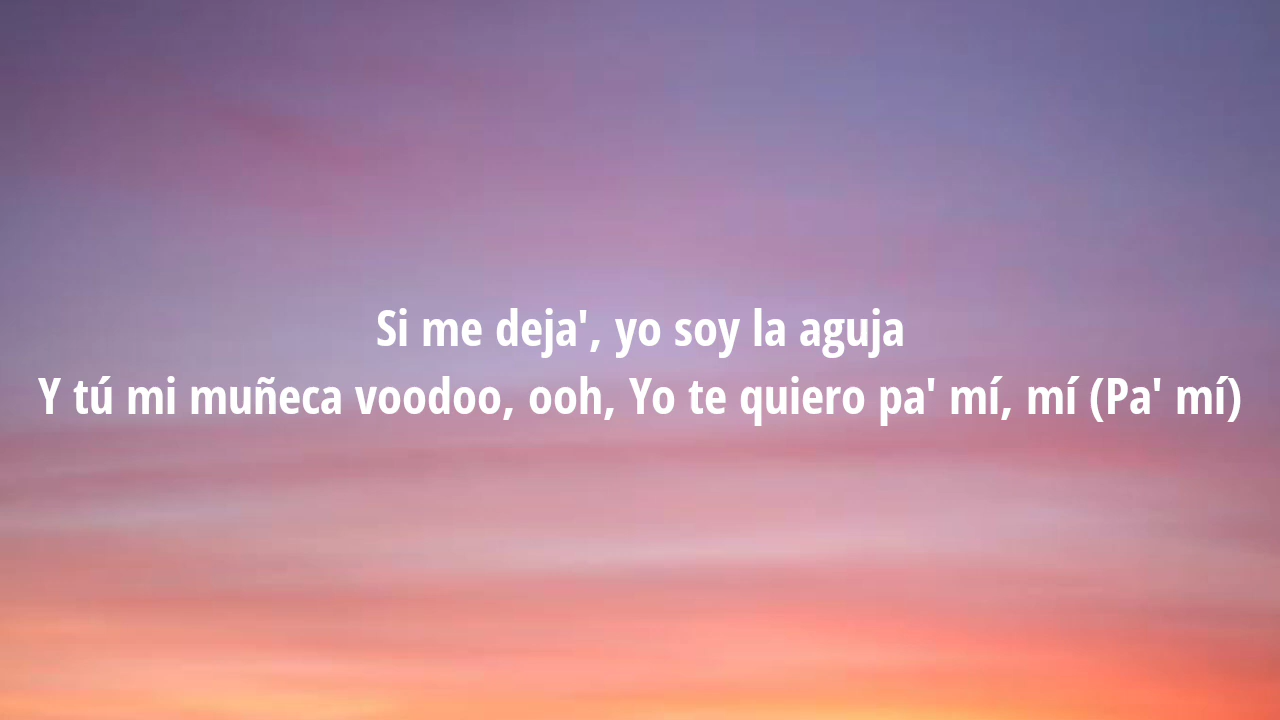 Si me deja', yo soy la aguja
Y tú mi muñeca voodoo, ooh, Yo te quiero pa' mí, mí (Pa' mí)